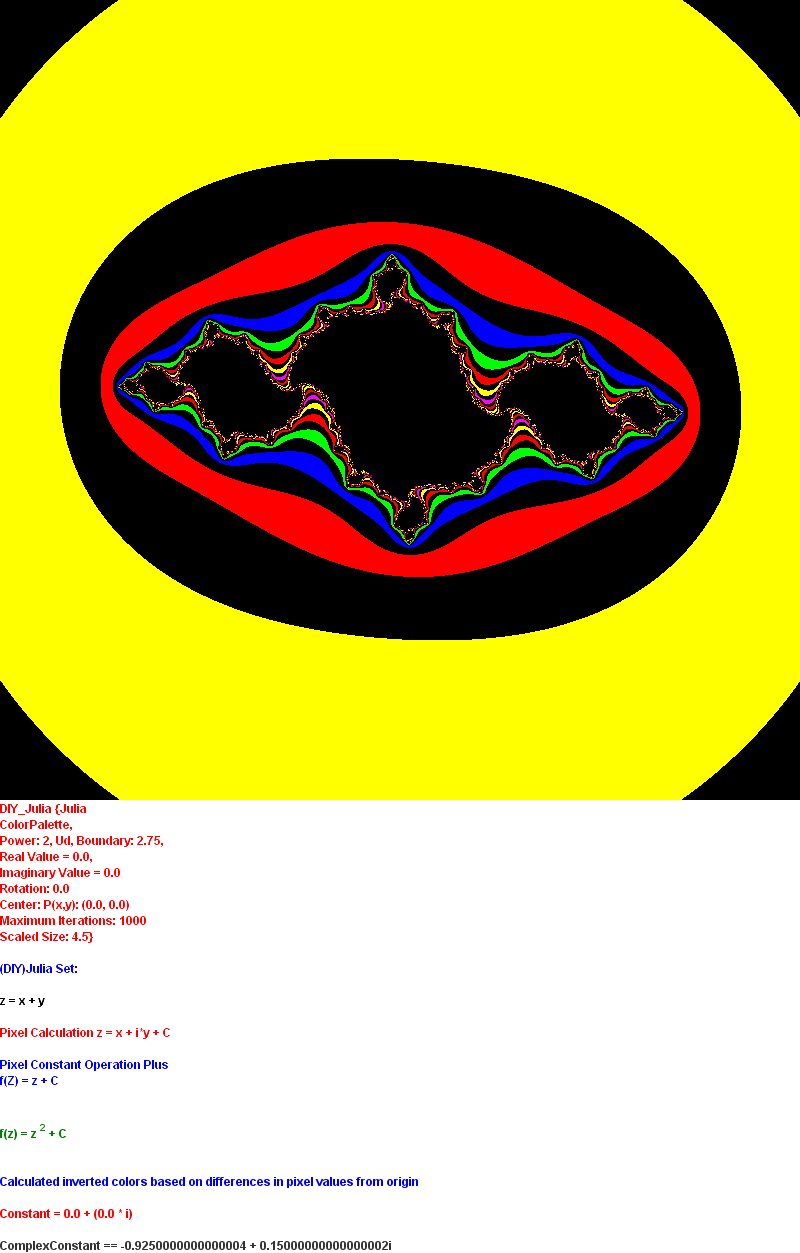 DIY_Julia {Julia
ColorPalette,
Power: 2, Ud, Boundary: 2.75,
Real Value = 0.0,
Imaginary Value = 0.0
Rotation: 0.0
Center: P(x,y): (0.0, 0.0)
Maximum Iterations: 1000
Scaled Size: 4.5}
(DIY)Julia Set:
z = x + y
Pixel Calculation z = x + i*y + C
Pixel Constant Operation Plus
f(Z) = z + C
f(z) = z 2 + C
Calculated inverted colors based on differences in pixel values from origin
Constant = 0.0 + (0.0 * i)
ComplexConstant == -0.9250000000000004 + 0.15000000000000002i